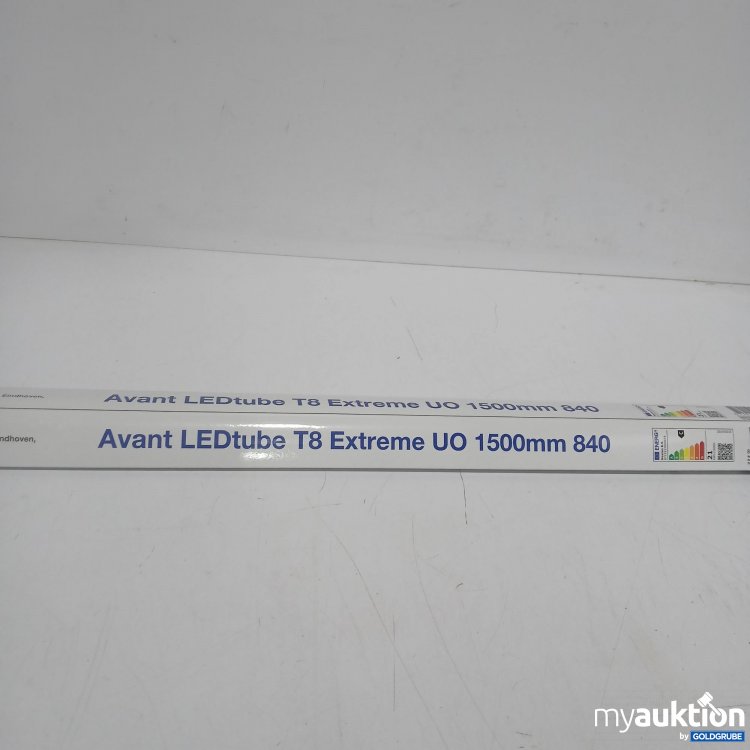 Eindhoven,
Avant LEDtube T8 Extreme UO 1500mm 840
ndhoven,
Avant LEDtube T8 Extreme UO 1500mm 840
ENERG
21
myauktion
by GOLDGRUBE